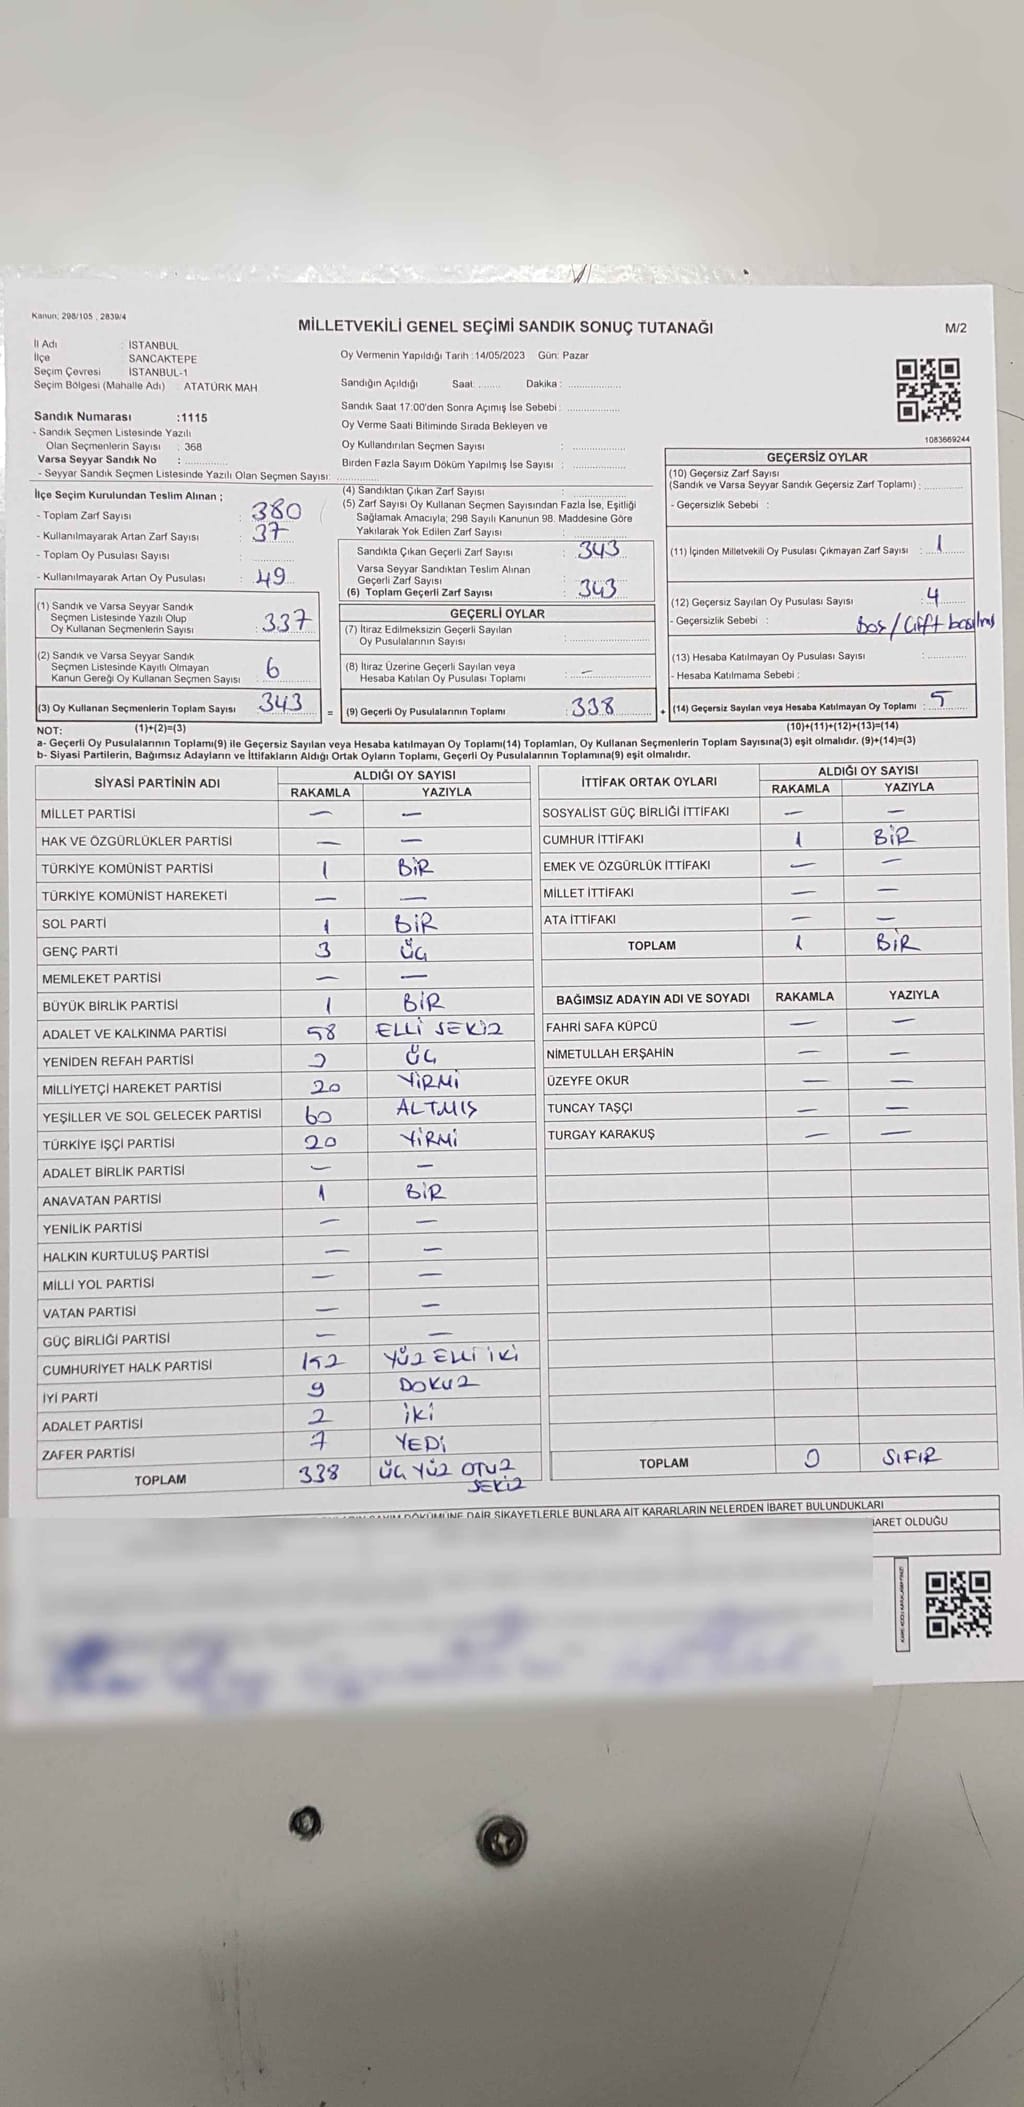 Kanun: 298/105 , 2839/4
MİLLETVEKİLİ GENEL SEÇİMİ SANDIK SONUÇ TUTANAĞI
M/2
İl Adı : İSTANBUL
İlçe SANCAKTEPE
Seçim Çevresi İSTANBUL-1
Seçim Bölgesi (Mahalle Adı) : ATATÜRK MAH
Sandık Numarası :1115
- Sandık Seçmen Listesinde Yazılı
Olan Seçmenlerin Sayısı : 368
Varsa Seyyar Sandık No :
- Seyyar Sandık Seçmen Listesinde Yazılı Olan Seçmen Sayısı:
Oy Vermenin Yapıldığı Tarih :14/05/2023 Gün: Pazar
Sandığın Açıldığı Saat: Dakika :
Sandık Saat 17:00'den Sonra Açımış İse Sebebi :
Oy Verme Saati Bitiminde Sırada Bekleyen ve
Oy Kullandırılan Seçmen Sayısı :
Birden Fazla Sayım Döküm Yapılmış İse Sayısı :
1083669244
İlçe Seçim Kurulundan Teslim Alınan ;
- Toplam Zarf Sayısı : 380
- Kullanılmayarak Artan Zarf Sayısı : 37
- Toplam Oy Pusulası Sayısı :
- Kullanılmayarak Artan Oy Pusulası : 49
(1) Sandık ve Varsa Seyyar Sandık
Seçmen Listesinde Yazılı Olup
Oy Kullanan Seçmenlerin Sayısı : 337
(2) Sandık ve Varsa Seyyar Sandık
Seçmen Listesinde Kayıtlı Olmayan
Kanun Gereği Oy Kullanan Seçmen Sayısı : 6
(3) Oy Kullanan Seçmenlerin Toplam Sayısı : 343
(4) Sandıktan Çıkan Zarf Sayısı :
(5) Zarf Sayısı Oy Kullanan Seçmen Sayısından Fazla İse, Eşitliği
Sağlamak Amacıyla; 298 Sayılı Kanunun 98. Maddesine Göre
Yakılarak Yok Edilen Zarf Sayısı :
Sandıkta Çıkan Geçerli Zarf Sayısı : 343
Varsa Seyyar Sandıktan Teslim Alınan
Geçerli Zarf Sayısı :
(6) Toplam Geçerli Zarf Sayısı : 343
GEÇERLİ OYLAR
(7) İtiraz Edilmeksizin Geçerli Sayılan
Oy Pusulalarının Sayısı :
(8) İtiraz Üzerine Geçerli Sayılan veya
Hesaba Katılan Oy Pusulası Toplamı : —
= (9) Geçerli Oy Pusulalarının Toplamı : 338
GEÇERSİZ OYLAR
(10) Geçersiz Zarf Sayısı
(Sandık ve Varsa Seyyar Sandık Geçersiz Zarf Toplamı) :
- Geçersizlik Sebebi :
(11) İçinden Milletvekili Oy Pusulası Çıkmayan Zarf Sayısı : 1
(12) Geçersiz Sayılan Oy Pusulası Sayısı : 4
- Geçersizlik Sebebi : Boş / Çift basılmış
(13) Hesaba Katılmayan Oy Pusulası Sayısı :
- Hesaba Katılmama Sebebi :
+ (14) Geçersiz Sayılan veya Hesaba Katılmayan Oy Toplamı : 5
NOT: (1)+(2)=(3) (10)+(11)+(12)+(13)=(14)
a- Geçerli Oy Pusulalarının Toplamı(9) ile Geçersiz Sayılan veya Hesaba katılmayan Oy Toplamı(14) Toplamları, Oy Kullanan Seçmenlerin Toplam Sayısına(3) eşit olmalıdır. (9)+(14)=(3)
b- Siyasi Partilerin, Bağımsız Adayların ve İttifakların Aldığı Oy Sayıları, Ortak Oyların Toplamı, Geçerli Oy Pusulalarının Toplamına(9) eşit olmalıdır.
SİYASİ PARTİNİN ADI ALDIĞI OY SAYISI
RAKAMLA YAZIYLA
MİLLET PARTİSİ — —
HAK VE ÖZGÜRLÜKLER PARTİSİ — —
TÜRKİYE KOMÜNİST PARTİSİ 1 BİR
TÜRKİYE KOMÜNİST HAREKETİ — —
SOL PARTİ 1 BİR
GENÇ PARTİ 3 ÜÇ
MEMLEKET PARTİSİ — —
BÜYÜK BİRLİK PARTİSİ 1 BİR
ADALET VE KALKINMA PARTİSİ 58 ELLİ SEKİZ
YENİDEN REFAH PARTİSİ 3 ÜÇ
MİLLİYETÇİ HAREKET PARTİSİ 20 YİRMİ
YEŞİLLER VE SOL GELECEK PARTİSİ 60 ALTMIŞ
TÜRKİYE İŞÇİ PARTİSİ 20 YİRMİ
ADALET BİRLİK PARTİSİ — —
ANAVATAN PARTİSİ 1 BİR
YENİLİK PARTİSİ — —
HALKIN KURTULUŞ PARTİSİ — —
MİLLİ YOL PARTİSİ — —
VATAN PARTİSİ — —
GÜÇ BİRLİĞİ PARTİSİ — —
CUMHURİYET HALK PARTİSİ 152 YÜZ ELLİ İKİ
İYİ PARTİ 9 DOKUZ
ADALET PARTİSİ 2 İKİ
ZAFER PARTİSİ 7 YEDİ
TOPLAM 338 ÜÇ YÜZ OTUZ
SEKİZ
İTTİFAK ORTAK OYLARI ALDIĞI OY SAYISI
RAKAMLA YAZIYLA
SOSYALİST GÜÇ BİRLİĞİ İTTİFAKI — —
CUMHUR İTTİFAKI 1 BİR
EMEK VE ÖZGÜRLÜK İTTİFAKI — —
MİLLET İTTİFAKI — —
ATA İTTİFAKI — —
TOPLAM 1 BİR
BAĞIMSIZ ADAYIN ADI VE SOYADI RAKAMLA YAZIYLA
FAHRİ SAFA KÜPCÜ — —
NİMETULLAH ERŞAHİN — —
ÜZEYFE OKUR — —
TUNCAY TAŞÇI — —
TURGAY KARAKUŞ — —
TOPLAM 0 SIFIR
DÖKÜMÜNE DAİR ŞİKAYETLERLE BUNLARA AİT KARARLARIN NELERDEN İBARET BULUNDUKLARI
İBARET OLDUĞU